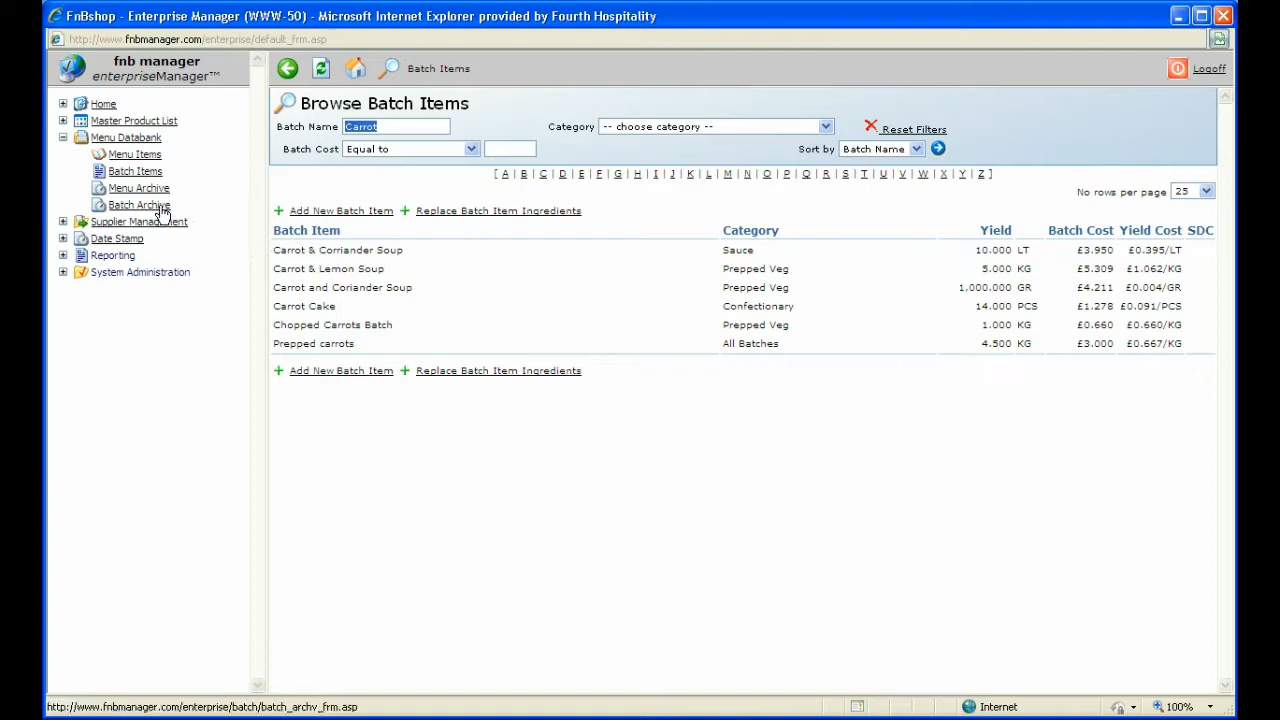 FnBshop - Enterprise Manager (WWW-50) - Microsoft Internet Explorer provided by Fourth Hospitality
http://www.fnbmanager.com/enterprise/default_frm.asp
fnb manager
enterpriseManager™
Batch Items
Logoff
Home
Master Product List
Menu Databank
Menu Items
Batch Items
Menu Archive
Batch Archive
Supplier Management
Date Stamp
Reporting
System Administration
Browse Batch Items
Batch Name Carrot Category -- choose category -- Reset Filters
Batch Cost Equal to Sort by Batch Name
[ A B C D E F G H I J K L M N O P Q R S T U V W X Y Z ]
No rows per page 25
+ Add New Batch Item + Replace Batch Item Ingredients
Batch Item Category Yield Batch Cost Yield Cost SDC
Carrot & Corriander Soup Sauce 10.000 LT £3.950 £0.395/LT
Carrot & Lemon Soup Prepped Veg 5.000 KG £5.309 £1.062/KG
Carrot and Coriander Soup Prepped Veg 1,000.000 GR £4.211 £0.004/GR
Carrot Cake Confectionary 14.000 PCS £1.278 £0.091/PCS
Chopped Carrots Batch Prepped Veg 1.000 KG £0.660 £0.660/KG
Prepped carrots All Batches 4.500 KG £3.000 £0.667/KG
+ Add New Batch Item + Replace Batch Item Ingredients
http://www.fnbmanager.com/enterprise/batch/batch_archv_frm.asp Internet 100%